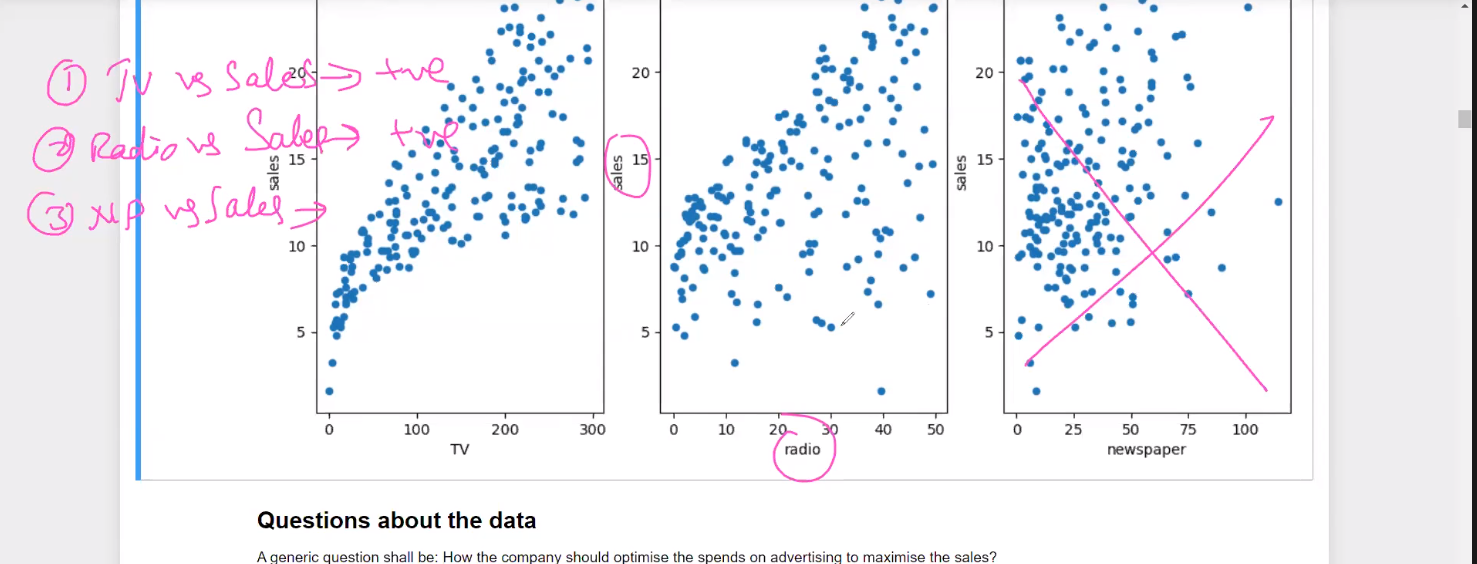 ① TV vs Sales → +ve
② Radio vs Sales → +ve
③ NP vs Sales →
20
15
10
5
sales
0 100 200 300
TV
20
15
10
5
sales
0 10 20 30 40 50
radio
20
15
10
5
sales
0 25 50 75 100
newspaper
Questions about the data
A generic question shall be: How the company should optimise the spends on advertising to maximise the sales?